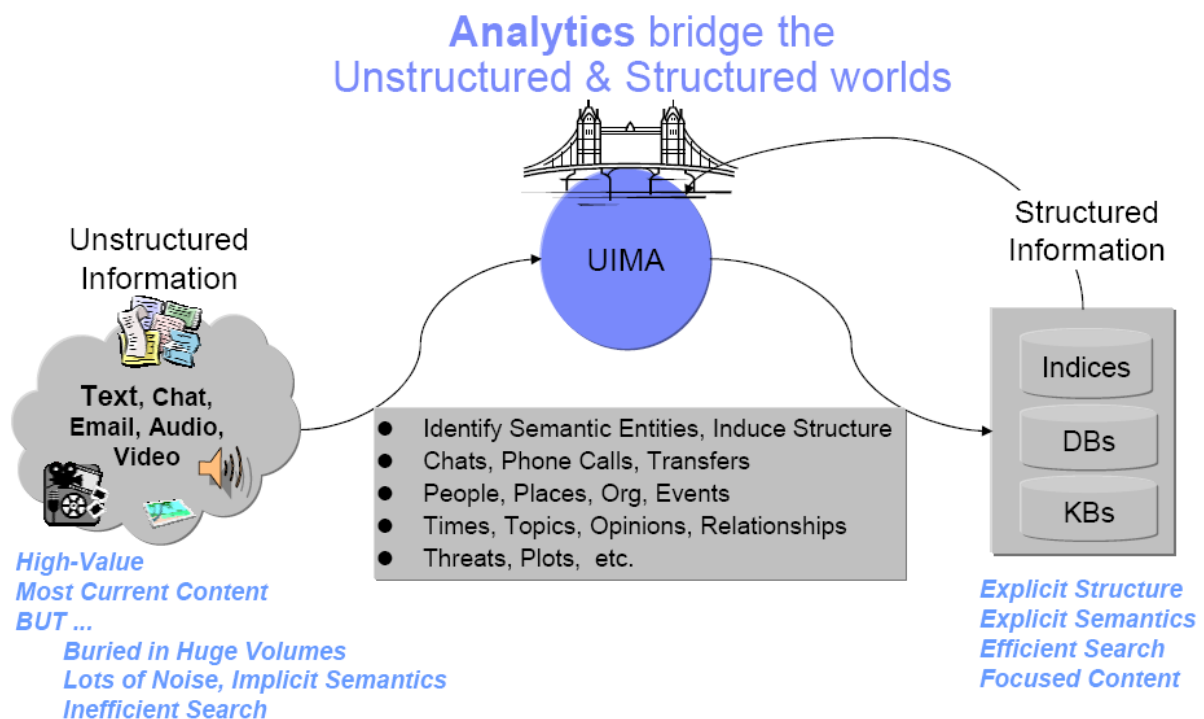 Analytics bridge the
Unstructured & Structured worlds
Unstructured
Information
Text, Chat,
Email, Audio,
Video
High-Value
Most Current Content
BUT ...
Buried in Huge Volumes
Lots of Noise, Implicit Semantics
Inefficient Search
UIMA
● Identify Semantic Entities, Induce Structure
● Chats, Phone Calls, Transfers
● People, Places, Org, Events
● Times, Topics, Opinions, Relationships
● Threats, Plots, etc.
Structured
Information
Indices
DBs
KBs
Explicit Structure
Explicit Semantics
Efficient Search
Focused Content